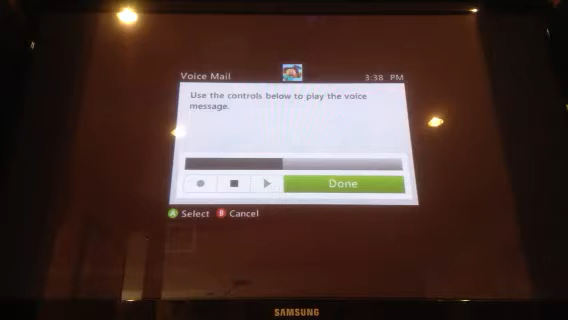 Voice Mail
3:38 PM
Use the controls below to play the voice
message.
Done
A Select B Cancel
SAMSUNG